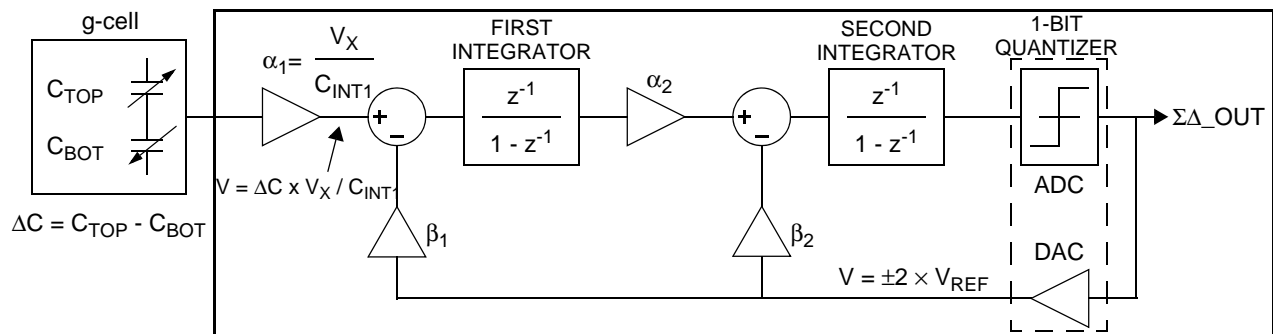 g-cell
C_TOP
C_BOT
ΔC = C_TOP - C_BOT
α₁= V_X / C_INT1
V = ΔC x V_X / C_INT1
+
-
β₁
FIRST
INTEGRATOR
z⁻¹
1 - z⁻¹
α₂
+
-
β₂
SECOND
INTEGRATOR
z⁻¹
1 - z⁻¹
1-BIT
QUANTIZER
ADC
ΣΔ_OUT
DAC
V = ±2 × V_REF